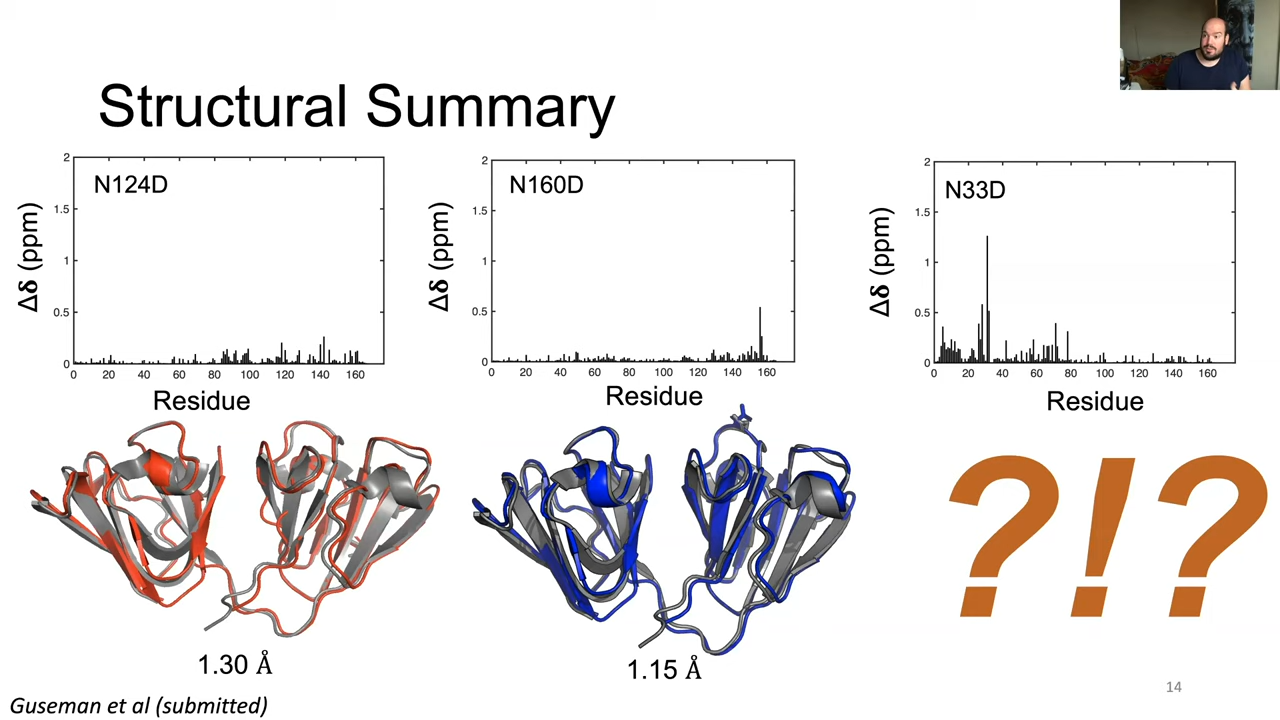 Structural Summary
2
1.5
1
0.5
0
N124D
Δδ (ppm)
0 20 40 60 80 100 120 140 160
Residue
2
1.5
1
0.5
0
N160D
Δδ (ppm)
0 20 40 60 80 100 120 140 160
Residue
2
1.5
1
0.5
0
N33D
Δδ (ppm)
0 20 40 60 80 100 120 140 160
Residue
?!?
1.30 Å
1.15 Å
14
Guseman et al (submitted)